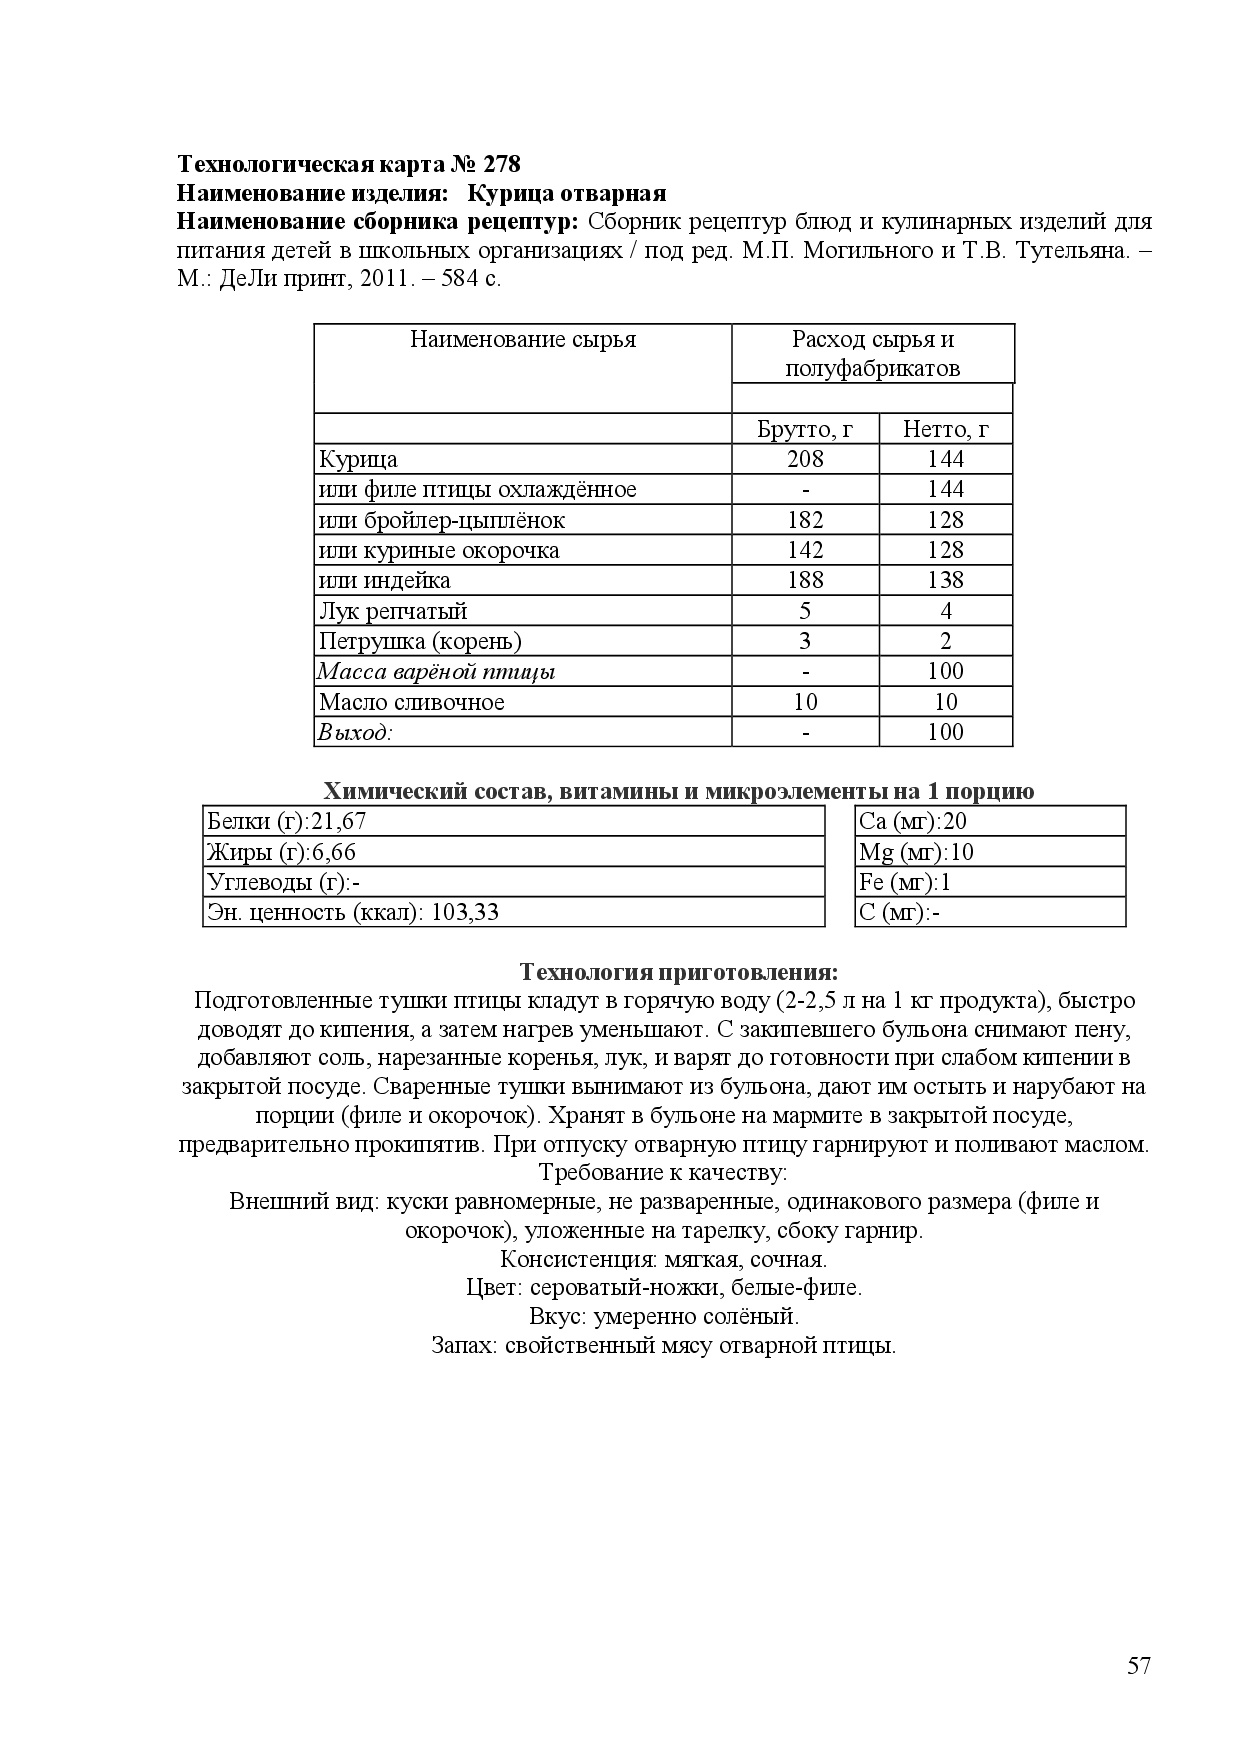 Технологическая карта № 278
Наименование изделия: Курица отварная
Наименование сборника рецептур: Сборник рецептур блюд и кулинарных изделий для
питания детей в школьных организациях / под ред. М.П. Могильного и Т.В. Тутельяна. –
М.: ДеЛи принт, 2011. – 584 с.
Наименование сырья Расход сырья и
полуфабрикатов
Брутто, г Нетто, г
Курица 208 144
или филе птицы охлаждённое - 144
или бройлер-цыплёнок 182 128
или куриные окорочка 142 128
или индейка 188 138
Лук репчатый 5 4
Петрушка (корень) 3 2
Масса варёной птицы - 100
Масло сливочное 10 10
Выход: - 100
Химический состав, витамины и микроэлементы на 1 порцию
Белки (г):21,67 Ca (мг):20
Жиры (г):6,66 Mg (мг):10
Углеводы (г):- Fe (мг):1
Эн. ценность (ккал): 103,33 C (мг):-
Технология приготовления:
Подготовленные тушки птицы кладут в горячую воду (2-2,5 л на 1 кг продукта), быстро
доводят до кипения, а затем нагрев уменьшают. С закипевшего бульона снимают пену,
добавляют соль, нарезанные коренья, лук, и варят до готовности при слабом кипении в
закрытой посуде. Сваренные тушки вынимают из бульона, дают им остыть и нарубают на
порции (филе и окорочок). Хранят в бульоне на мармите в закрытой посуде,
предварительно прокипятив. При отпуску отварную птицу гарнируют и поливают маслом.
Требование к качеству:
Внешний вид: куски равномерные, не разваренные, одинакового размера (филе и
окорочок), уложенные на тарелку, сбоку гарнир.
Консистенция: мягкая, сочная.
Цвет: сероватый-ножки, белые-филе.
Вкус: умеренно солёный.
Запах: свойственный мясу отварной птицы.
57